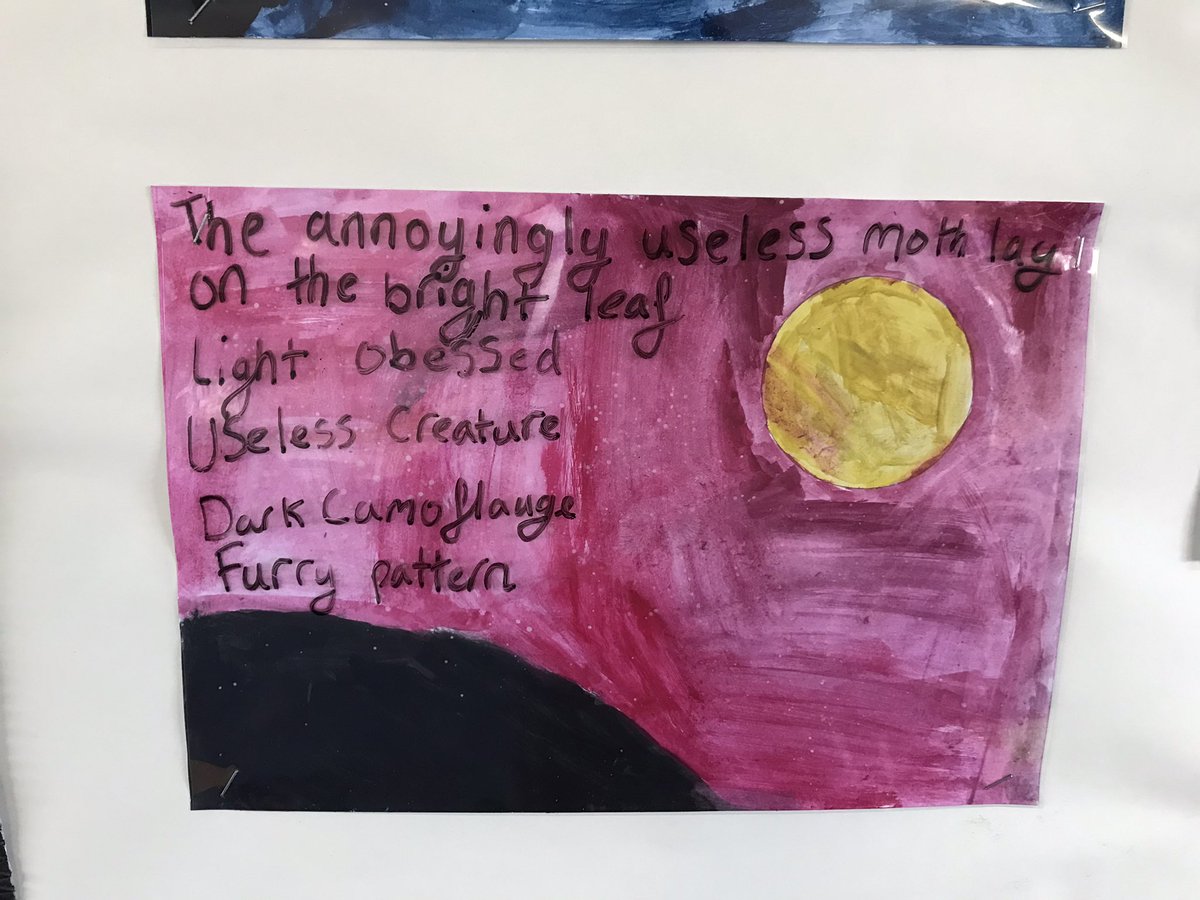 The annoyingly useless moth lay
on the bright leaf
Light obessed
Useless Creature
Dark Camoflauge
Furry pattern